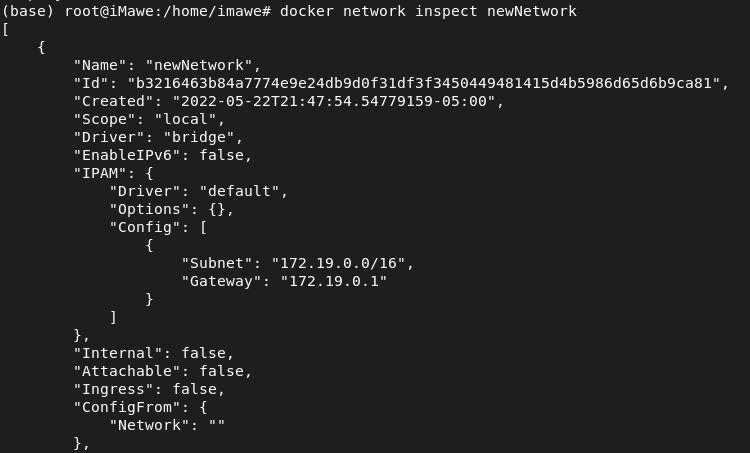 (base) root@iMawe:/home/imawe# docker network inspect newNetwork
[
    {
        "Name": "newNetwork",
        "Id": "b3216463b84a7774e9e24db9d0f31df3f3450449481415d4b5986d65d6b9ca81",
        "Created": "2022-05-22T21:47:54.54779159-05:00",
        "Scope": "local",
        "Driver": "bridge",
        "EnableIPv6": false,
        "IPAM": {
            "Driver": "default",
            "Options": {},
            "Config": [
                {
                    "Subnet": "172.19.0.0/16",
                    "Gateway": "172.19.0.1"
                }
            ]
        },
        "Internal": false,
        "Attachable": false,
        "Ingress": false,
        "ConfigFrom": {
            "Network": ""
        },